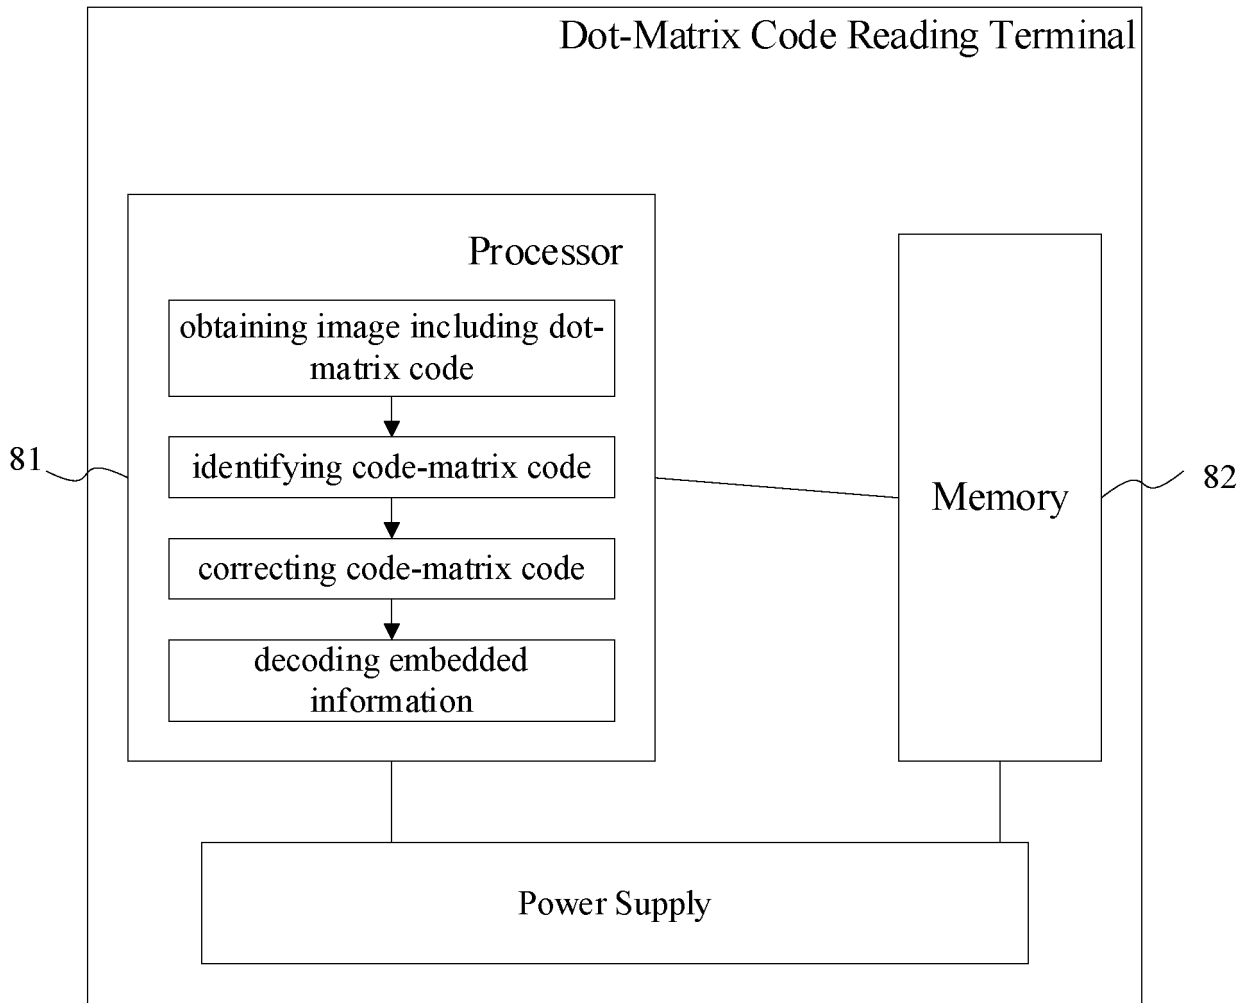 Dot-Matrix Code Reading Terminal
Processor
obtaining image including dot-
matrix code
identifying code-matrix code
correcting code-matrix code
decoding embedded
information
81
Memory
82
Power Supply